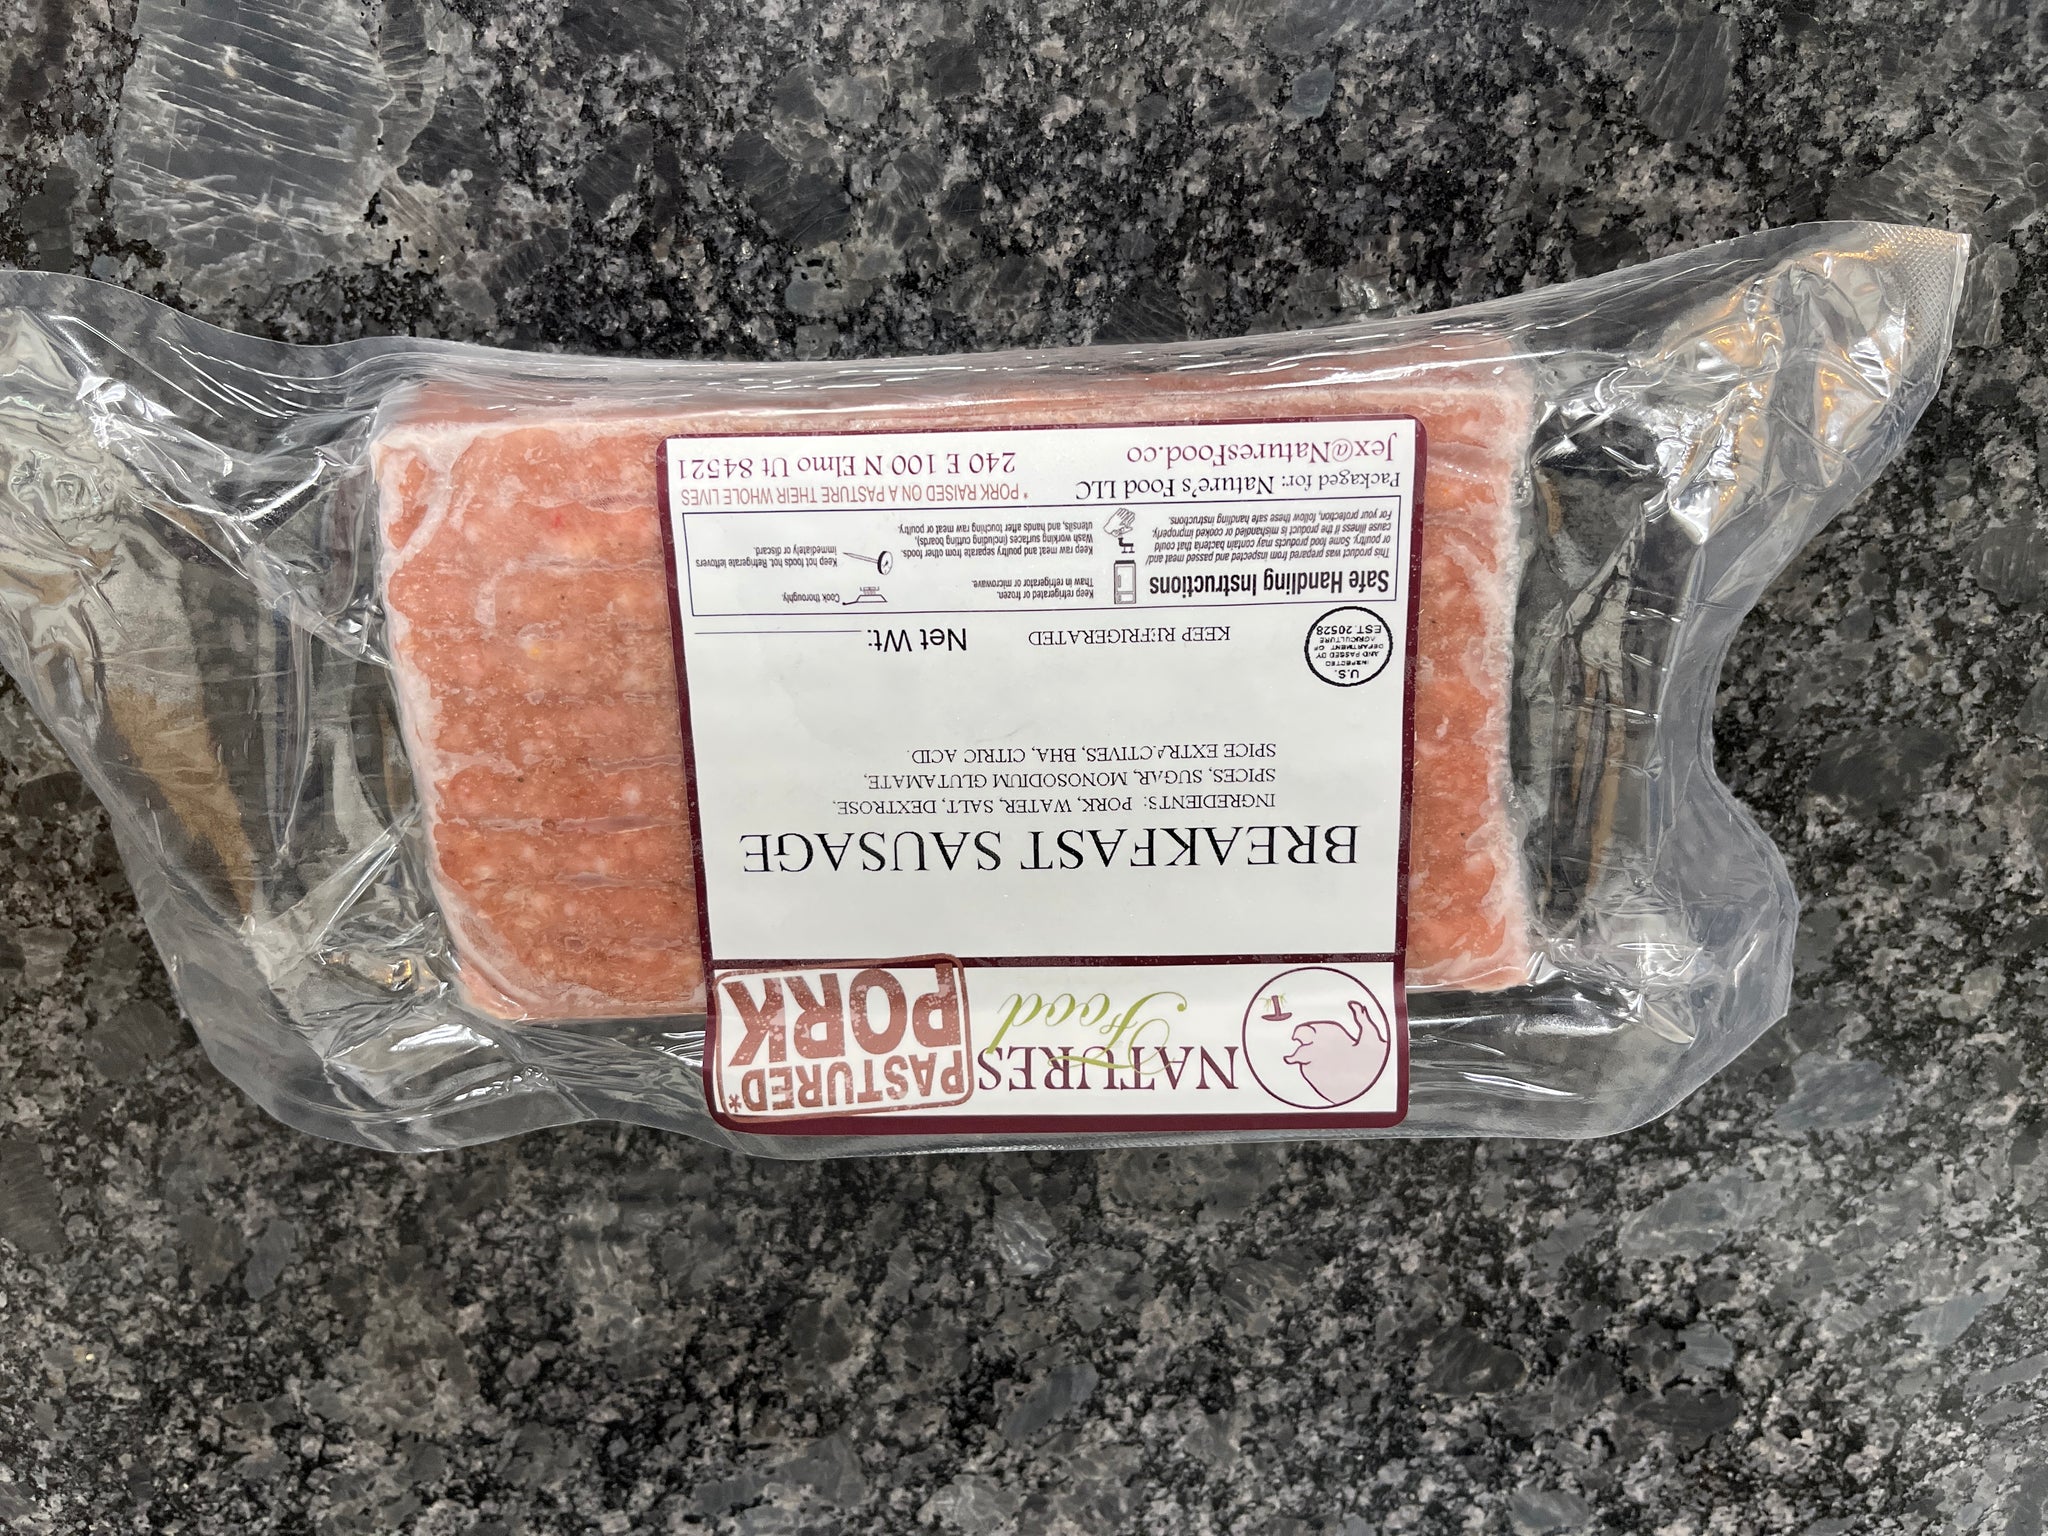 NATURES
Food
PASTURED*
PORK
BREAKFAST SAUSAGE
INGREDIENTS: PORK, WATER, SALT, DEXTROSE,
SPICES, SUGAR, MONOSODIUM GLUTAMATE,
SPICE EXTRACTIVES, BHA, CITRIC ACID.
U.S.
INSPECTED
AND PASSED BY
DEPARTMENT OF
AGRICULTURE
EST. 20528
KEEP REFRIGERATED
Net Wt:
Safe Handling Instructions
This product was prepared from inspected and passed meat and/
or poultry. Some food products may contain bacteria that could
cause illness if the product is mishandled or cooked improperly.
For your protection, follow these safe handling instructions.
Keep refrigerated or frozen.
Thaw in refrigerator or microwave.
Keep raw meat and poultry separate from other foods.
Wash working surfaces (including cutting boards),
utensils, and hands after touching raw meat or poultry.
Cook thoroughly.
Keep hot foods hot. Refrigerate leftovers
immediately or discard.
Packaged for: Nature's Food LLC
* PORK RAISED ON A PASTURE THEIR WHOLE LIVES
Jex@NaturesFood.co
240 E 100 N Elmo Ut 84521